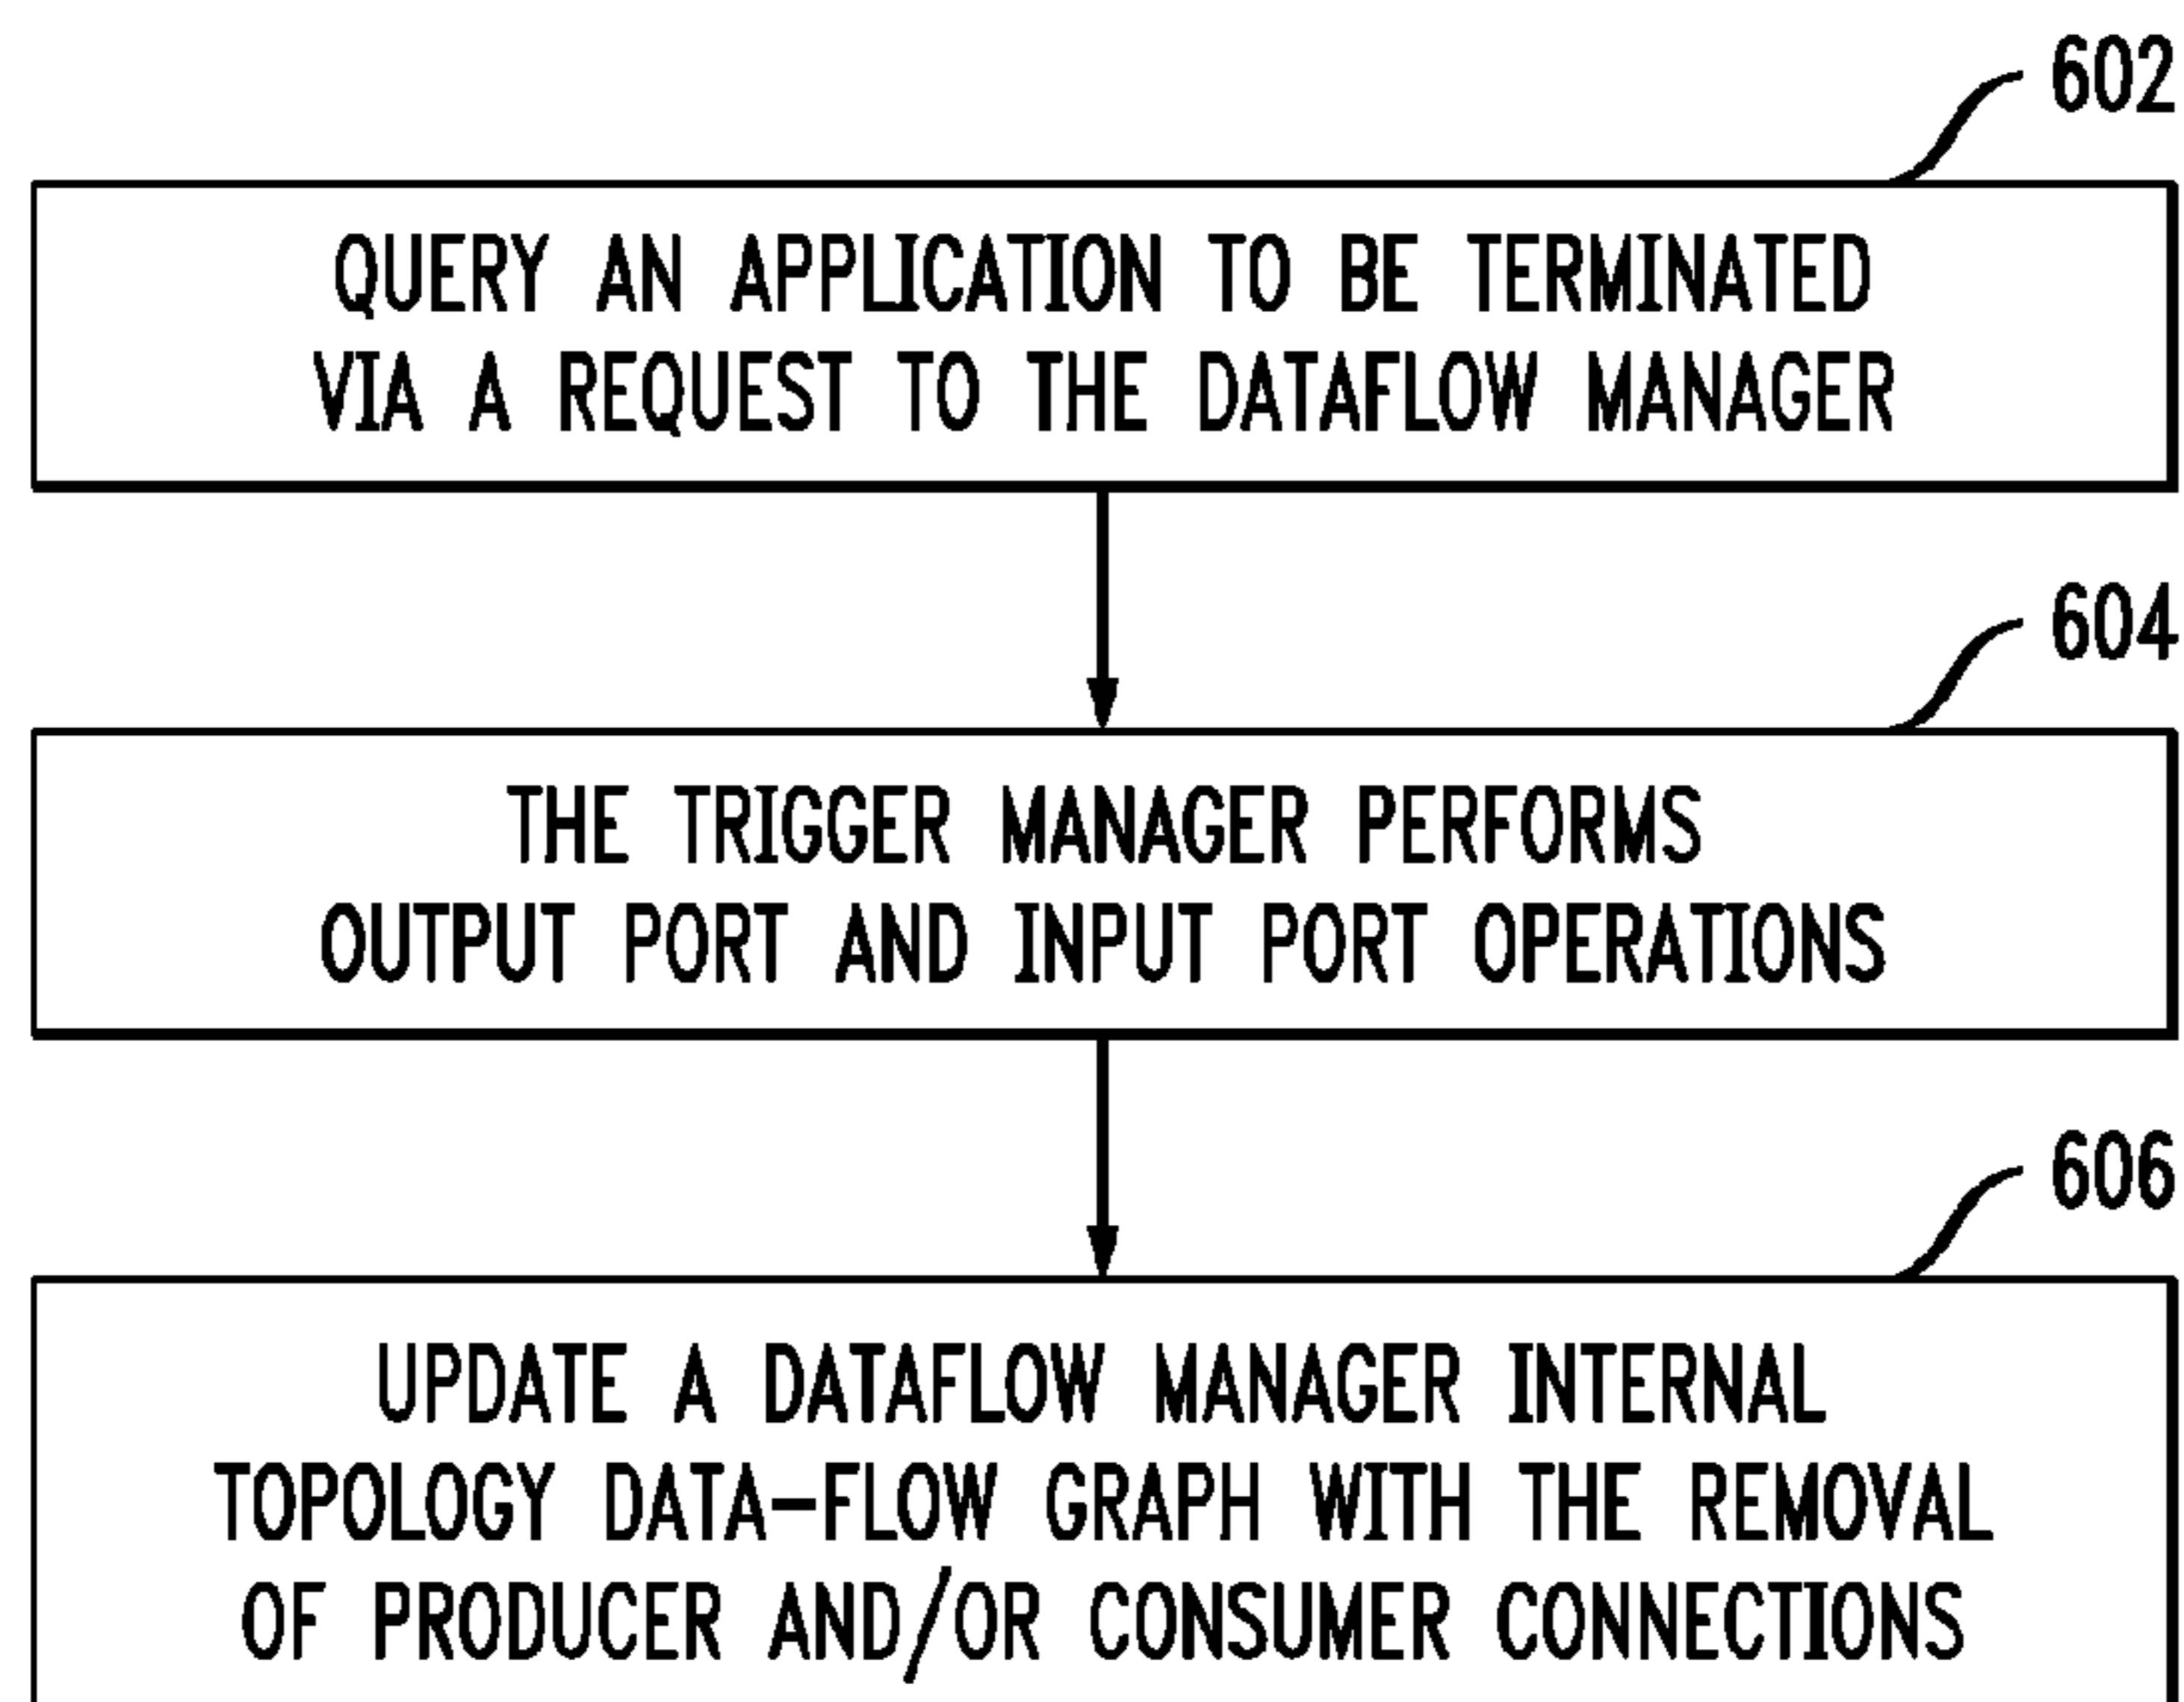 602
QUERY AN APPLICATION TO BE TERMINATED
VIA A REQUEST TO THE DATAFLOW MANAGER
604
THE TRIGGER MANAGER PERFORMS
OUTPUT PORT AND INPUT PORT OPERATIONS
606
UPDATE A DATAFLOW MANAGER INTERNAL
TOPOLOGY DATA-FLOW GRAPH WITH THE REMOVAL
OF PRODUCER AND/OR CONSUMER CONNECTIONS